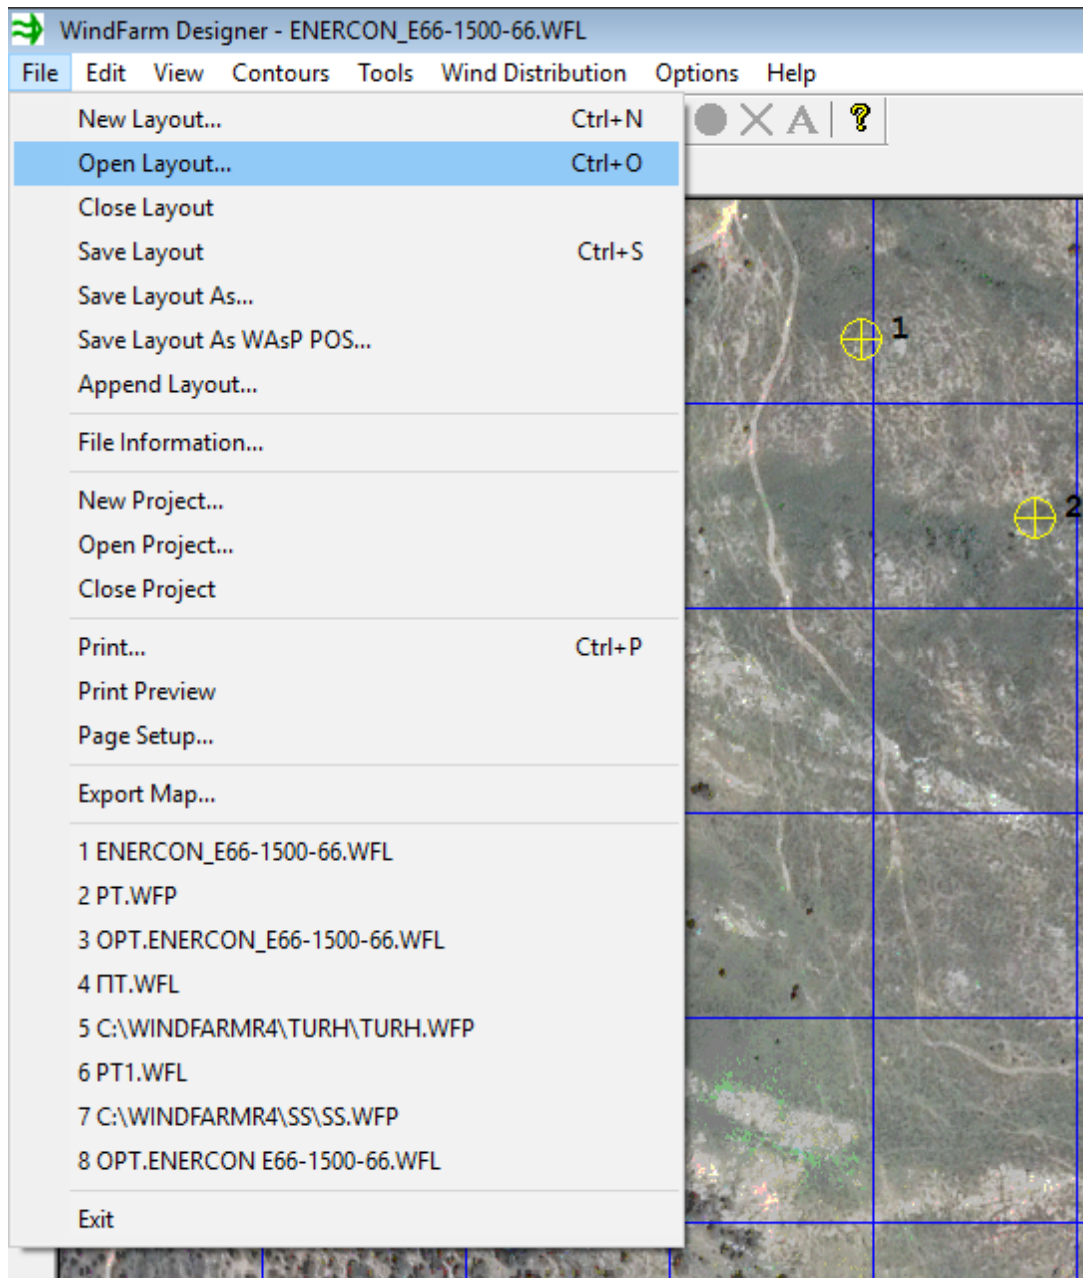 WindFarm Designer - ENERCON_E66-1500-66.WFL
File Edit View Contours Tools Wind Distribution Options Help
New Layout... Ctrl+N
Open Layout... Ctrl+O
Close Layout
Save Layout Ctrl+S
Save Layout As...
Save Layout As WAsP POS...
Append Layout...
File Information...
New Project...
Open Project...
Close Project
Print... Ctrl+P
Print Preview
Page Setup...
Export Map...
1 ENERCON_E66-1500-66.WFL
2 PT.WFP
3 OPT.ENERCON_E66-1500-66.WFL
4 ПТ.WFL
5 C:\WINDFARMR4\TURH\TURH.WFP
6 PT1.WFL
7 C:\WINDFARMR4\SS\SS.WFP
8 OPT.ENERCON E66-1500-66.WFL
Exit
A ?
1
2